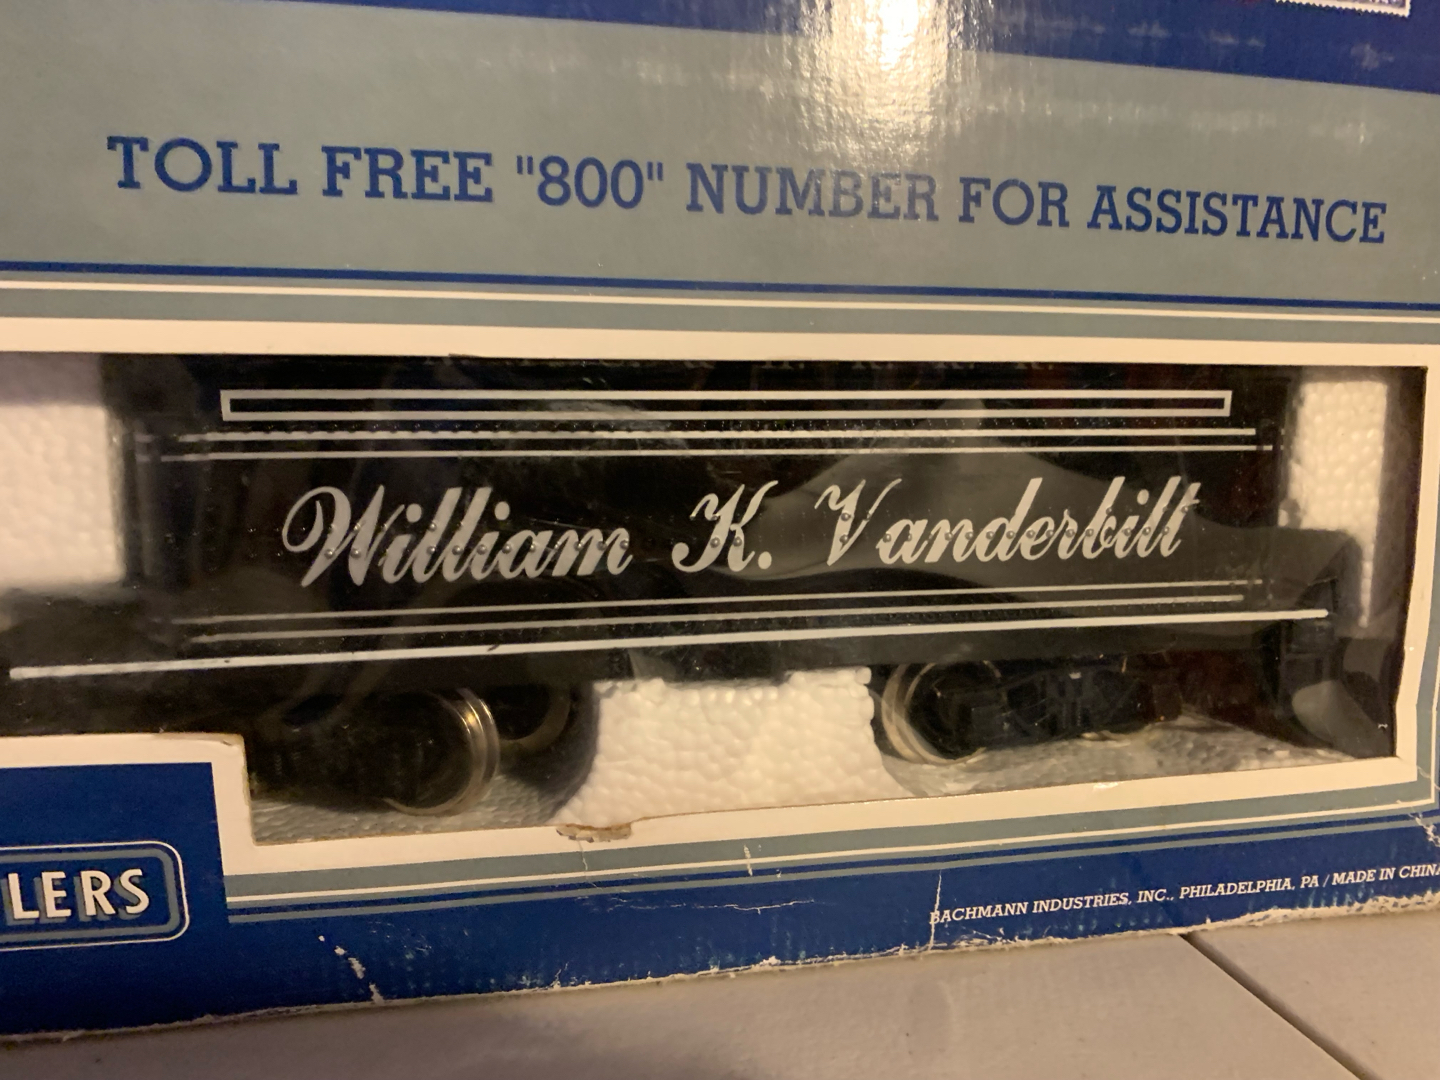 TOLL FREE "800" NUMBER FOR ASSISTANCE
William K. Vanderbilt
LERS
BACHMANN INDUSTRIES, INC., PHILADELPHIA, PA / MADE IN CHINA